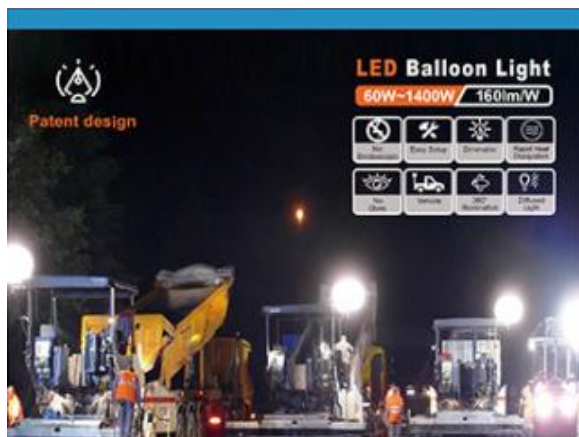 LED Balloon Light
60W~1400W 160lm/W
Patent design
No
Easy Setup
Dimmable
Rapid Heat
Dissipation
No
Glare
Vehicle
360°
Illumination
Diffused
Light